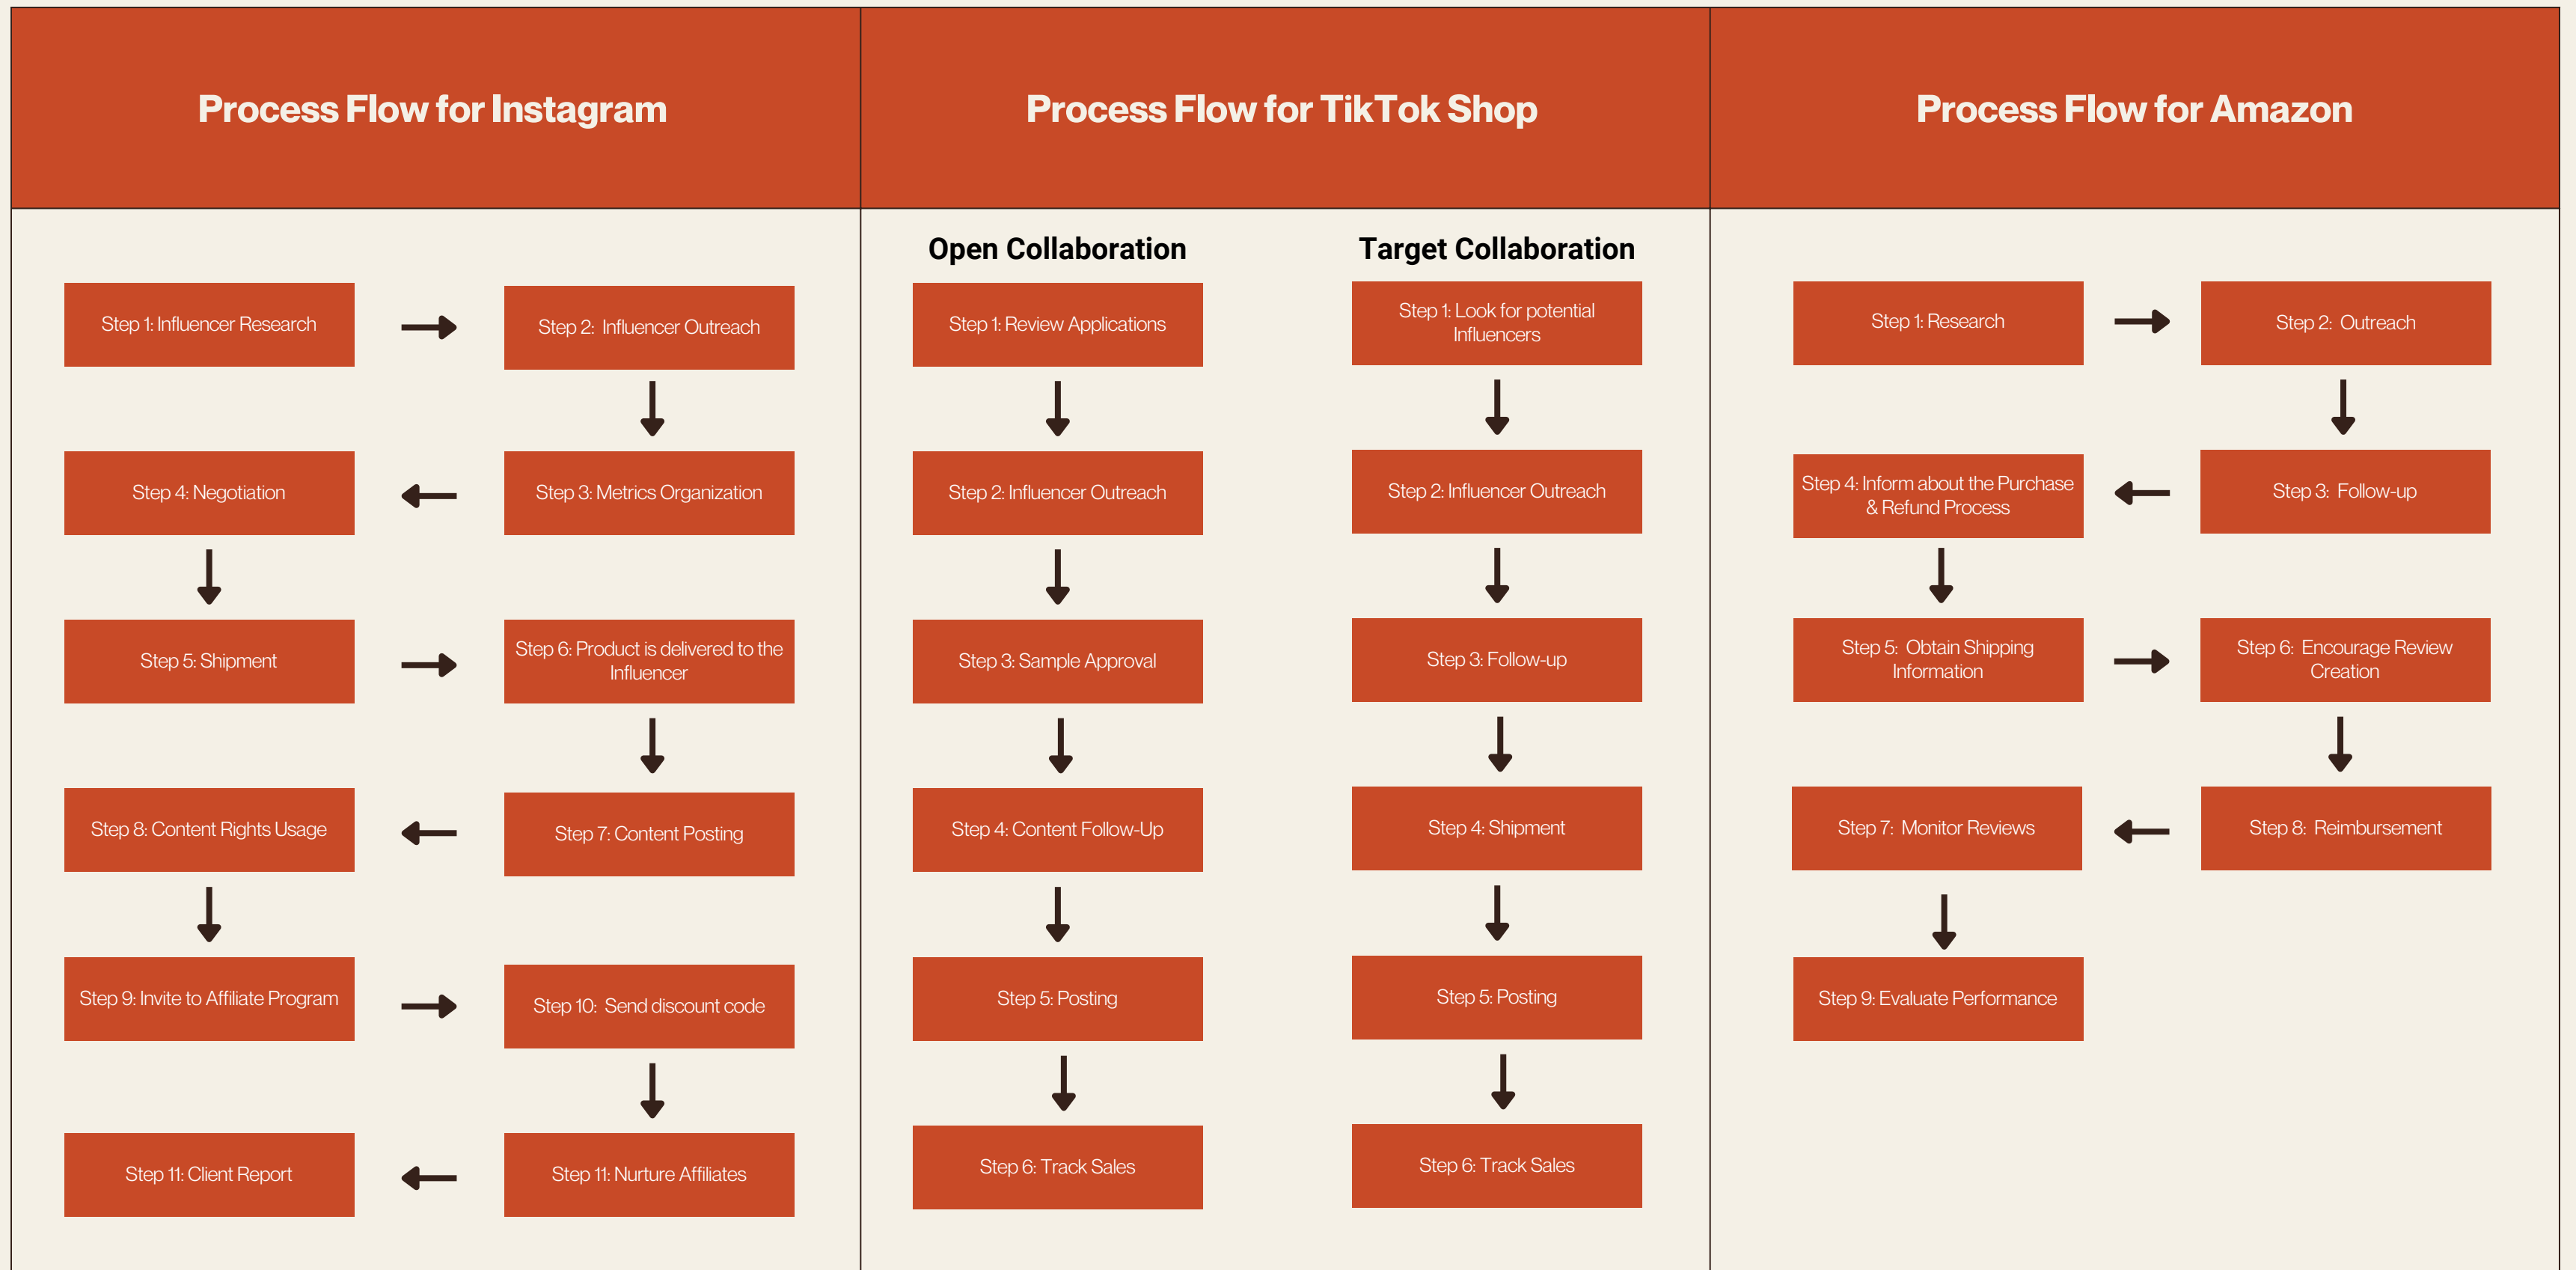 Process Flow for Instagram
Step 1: Influencer Research
Step 2:  Influencer Outreach
Step 3: Metrics Organization
Step 4: Negotiation
Step 5: Shipment
Step 6: Product is delivered to the
Influencer
Step 7: Content Posting
Step 8: Content Rights Usage
Step 9: Invite to Affiliate Program
Step 10:  Send discount code
Step 11: Nurture Affiliates
Step 11: Client Report
Process Flow for TikTok Shop
Open Collaboration
Step 1: Review Applications
Step 2: Influencer Outreach
Step 3: Sample Approval
Step 4: Content Follow-Up
Step 5: Posting
Step 6: Track Sales
Target Collaboration
Step 1: Look for potential
Influencers
Step 2: Influencer Outreach
Step 3: Follow-up
Step 4: Shipment
Step 5: Posting
Step 6: Track Sales
Process Flow for Amazon
Step 1: Research
Step 2:  Outreach
Step 3:  Follow-up
Step 4: Inform about the Purchase
& Refund Process
Step 5:  Obtain Shipping
Information
Step 6:  Encourage Review
Creation
Step 8:  Reimbursement
Step 7:  Monitor Reviews
Step 9: Evaluate Performance